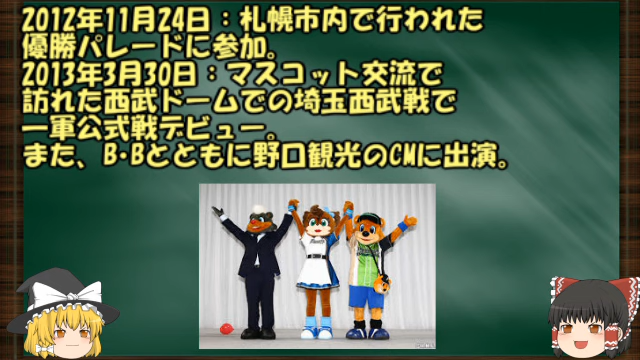 2012年11月24日：札幌市内で行われた
優勝パレードに参加。
2013年3月30日：マスコット交流で
訪れた西武ドームでの埼玉西武戦で
一軍公式戦デビュー。
また、B･Bとともに野口観光のCMに出演。